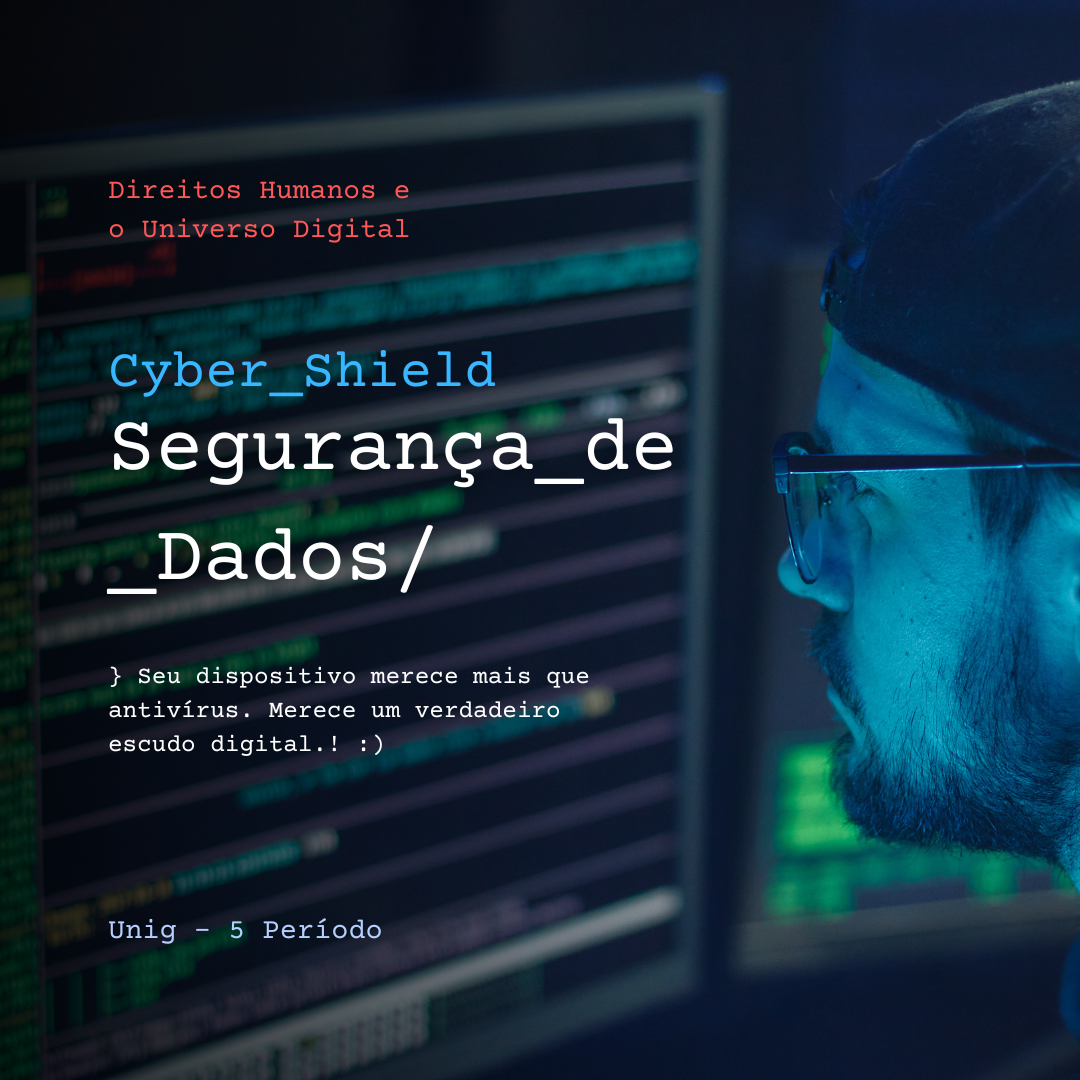 Direitos Humanos e
o Universo Digital
Cyber_Shield
Segurança_de
_Dados/
} Seu dispositivo merece mais que
antivírus. Merece um verdadeiro
escudo digital.! :)
Unig - 5 Período